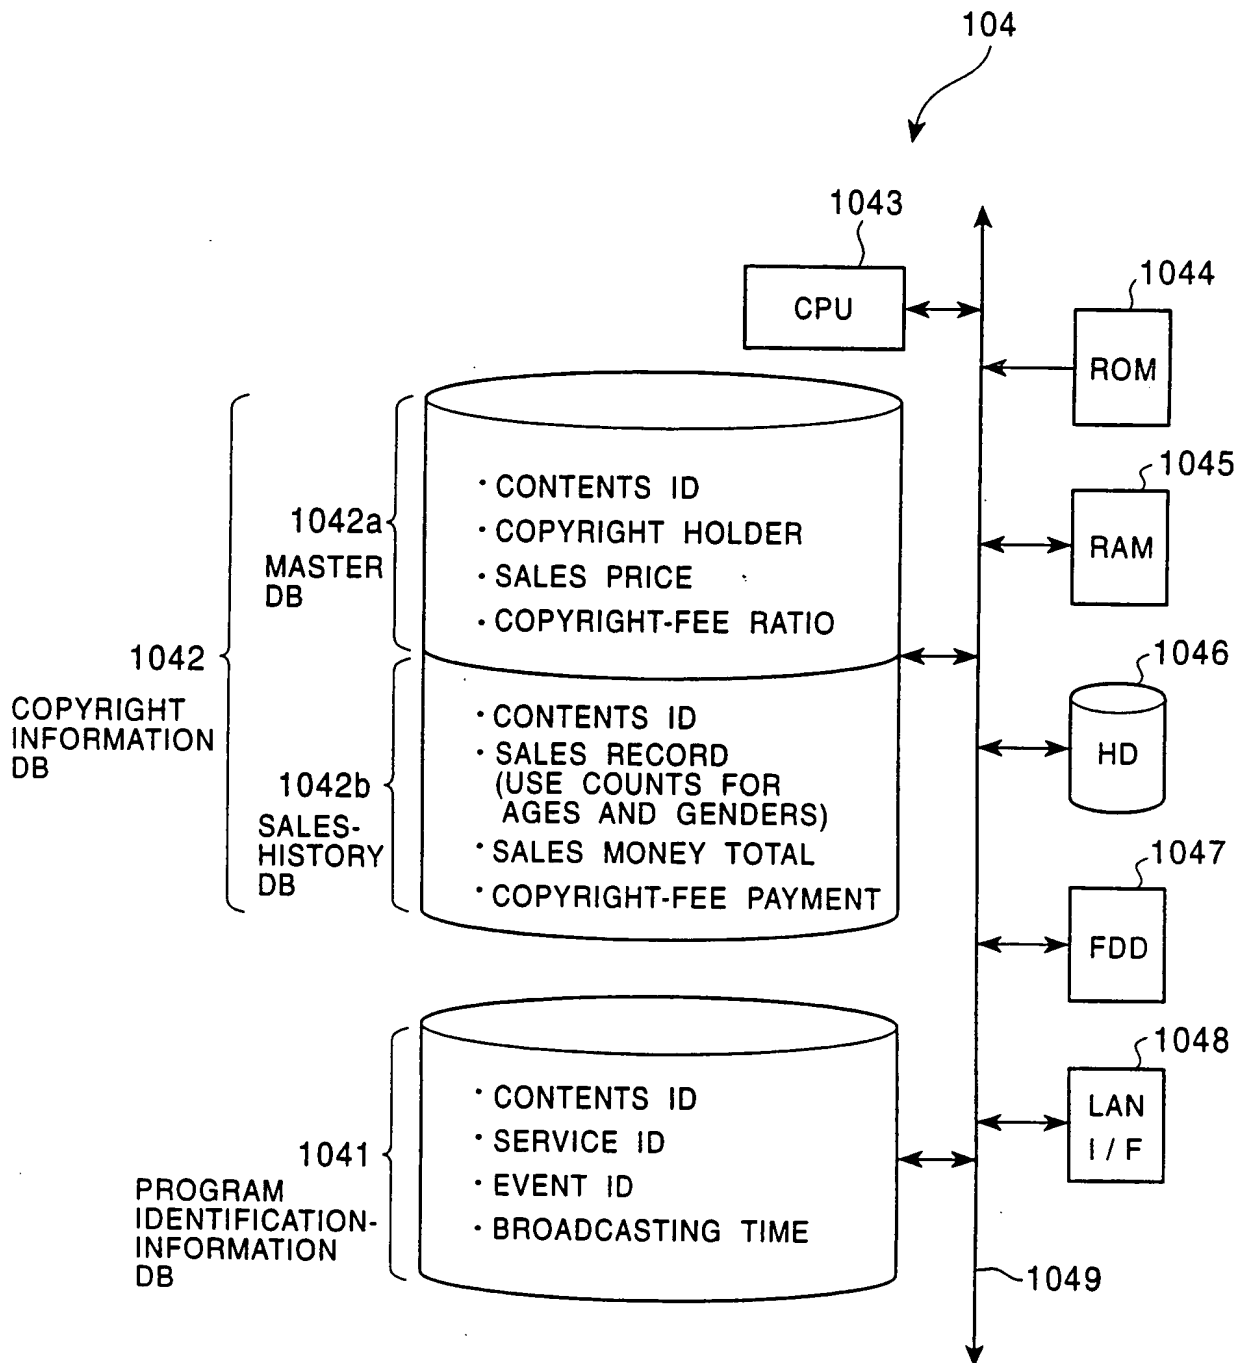 104
1043
CPU
1044
ROM
1045
RAM
1046
HD
1047
FDD
1048
LAN
I / F
1049
1042
COPYRIGHT
INFORMATION
DB
1042a
MASTER
DB
· CONTENTS ID
· COPYRIGHT HOLDER
· SALES PRICE
· COPYRIGHT-FEE RATIO
1042b
SALES-
HISTORY
DB
· CONTENTS ID
· SALES RECORD
(USE COUNTS FOR
AGES AND GENDERS)
· SALES MONEY TOTAL
· COPYRIGHT-FEE PAYMENT
1041
PROGRAM
IDENTIFICATION-
INFORMATION
DB
· CONTENTS ID
· SERVICE ID
· EVENT ID
· BROADCASTING TIME